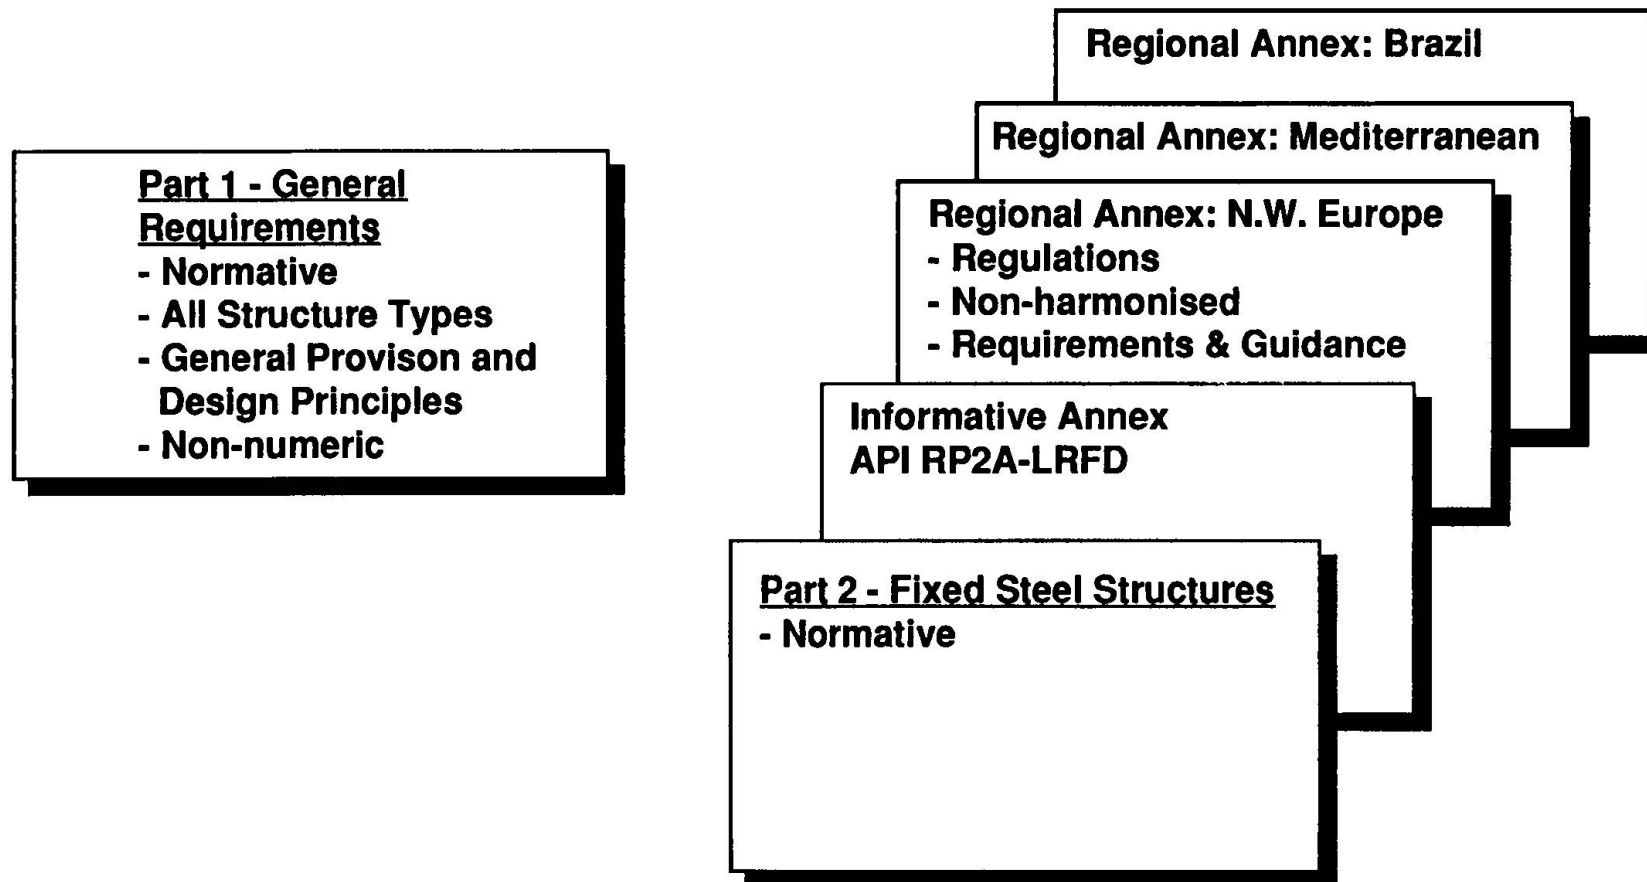 Part 1 - General
Requirements
- Normative
- All Structure Types
- General Provison and
Design Principles
- Non-numeric
Regional Annex: Brazil
Regional Annex: Mediterranean
Regional Annex: N.W. Europe
- Regulations
- Non-harmonised
- Requirements & Guidance
Informative Annex
API RP2A-LRFD
Part 2 - Fixed Steel Structures
- Normative